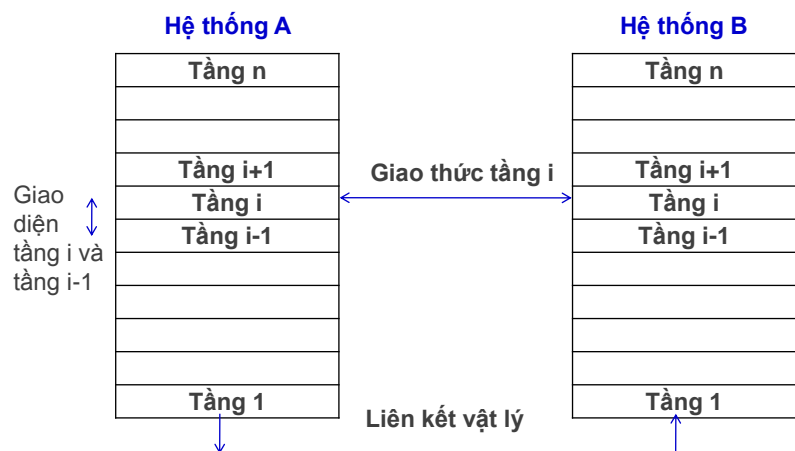 Hệ thống A
Hệ thống B
Tầng n
Tầng n
Tầng i+1
Giao thức tầng i
Tầng i+1
Giao
diện
tầng i và
tầng i-1
Tầng i
Tầng i
Tầng i-1
Tầng i-1
Tầng 1
Liên kết vật lý
Tầng 1